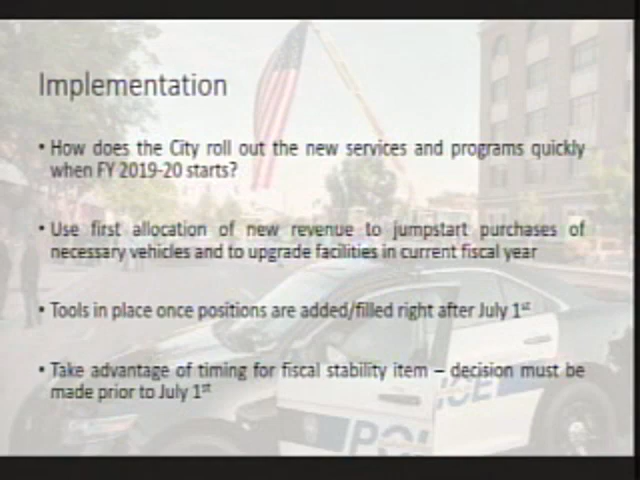 Implementation
• How does the City roll out the new services and programs quickly
when FY 2019-20 starts?
• Use first allocation of new revenue to jumpstart purchases of
necessary vehicles and to upgrade facilities in current fiscal year
• Tools in place once positions are added/filled right after July 1st
• Take advantage of timing for fiscal stability item – decision must be
made prior to July 1st
POLICE